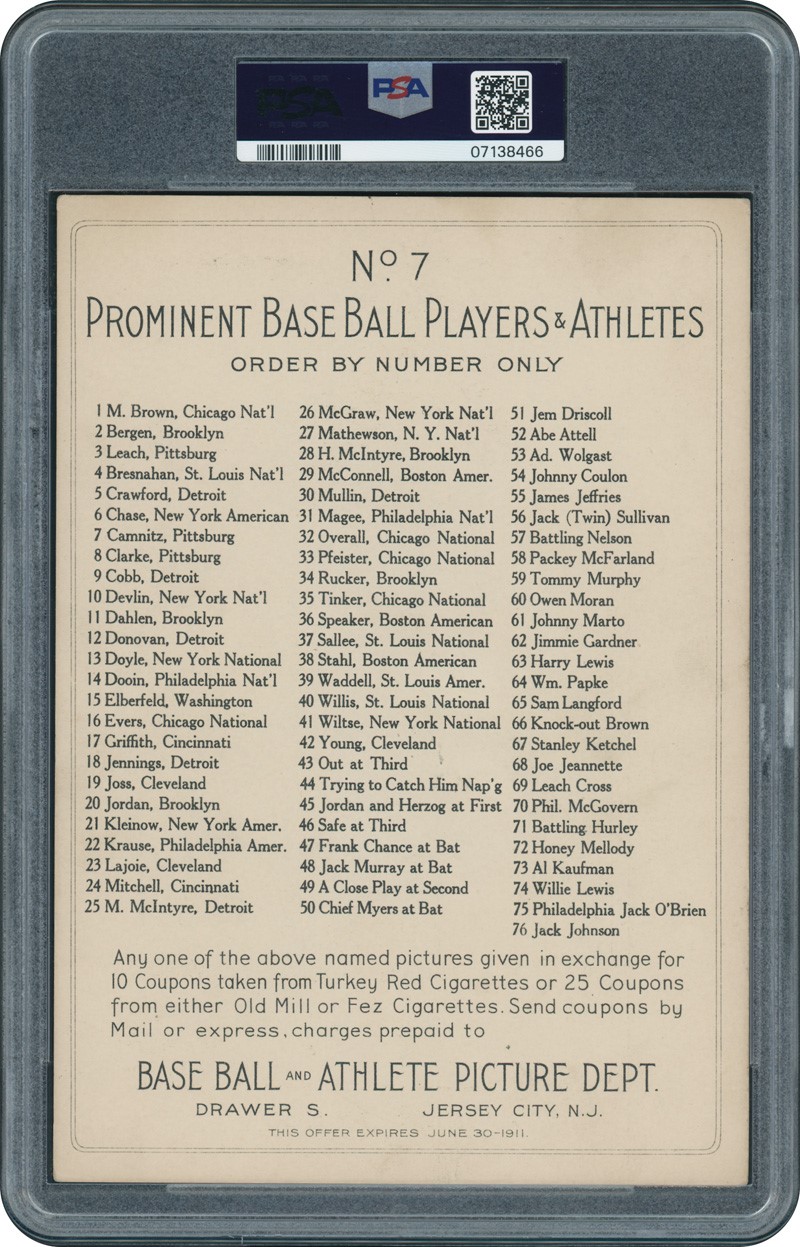 PSA
PSA
07138466
No. 7
PROMINENT BASE BALL PLAYERS & ATHLETES
ORDER BY NUMBER ONLY
1 M. Brown, Chicago Nat'l
2 Bergen, Brooklyn
3 Leach, Pittsburg
4 Bresnahan, St. Louis Nat'l
5 Crawford, Detroit
6 Chase, New York American
7 Camnitz, Pittsburg
8 Clarke, Pittsburg
9 Cobb, Detroit
10 Devlin, New York Nat'l
11 Dahlen, Brooklyn
12 Donovan, Detroit
13 Doyle, New York National
14 Dooin, Philadelphia Nat'l
15 Elberfeld, Washington
16 Evers, Chicago National
17 Griffith, Cincinnati
18 Jennings, Detroit
19 Joss, Cleveland
20 Jordan, Brooklyn
21 Kleinow, New York Amer.
22 Krause, Philadelphia Amer.
23 Lajoie, Cleveland
24 Mitchell, Cincinnati
25 M. McIntyre, Detroit
26 McGraw, New York Nat'l
27 Mathewson, N. Y. Nat'l
28 H. McIntyre, Brooklyn
29 McConnell, Boston Amer.
30 Mullin, Detroit
31 Magee, Philadelphia Nat'l
32 Overall, Chicago National
33 Pfeister, Chicago National
34 Rucker, Brooklyn
35 Tinker, Chicago National
36 Speaker, Boston American
37 Sallee, St. Louis National
38 Stahl, Boston American
39 Waddell, St. Louis Amer.
40 Willis, St. Louis National
41 Wiltse, New York National
42 Young, Cleveland
43 Out at Third
44 Trying to Catch Him Nap'g
45 Jordan and Herzog at First
46 Safe at Third
47 Frank Chance at Bat
48 Jack Murray at Bat
49 A Close Play at Second
50 Chief Myers at Bat
51 Jem Driscoll
52 Abe Attell
53 Ad. Wolgast
54 Johnny Coulon
55 James Jeffries
56 Jack (Twin) Sullivan
57 Battling Nelson
58 Packey McFarland
59 Tommy Murphy
60 Owen Moran
61 Johnny Marto
62 Jimmie Gardner
63 Harry Lewis
64 Wm. Papke
65 Sam Langford
66 Knock-out Brown
67 Stanley Ketchel
68 Joe Jeannette
69 Leach Cross
70 Phil. McGovern
71 Battling Hurley
72 Honey Mellody
73 Al Kaufman
74 Willie Lewis
75 Philadelphia Jack O'Brien
76 Jack Johnson
Any one of the above named pictures given in exchange for
10 Coupons taken from Turkey Red Cigarettes or 25 Coupons
from either Old Mill or Fez Cigarettes. Send coupons by
Mail or express, charges prepaid to
BASE BALL AND ATHLETE PICTURE DEPT.
DRAWER S. JERSEY CITY, N.J.
THIS OFFER EXPIRES JUNE 30-1911.